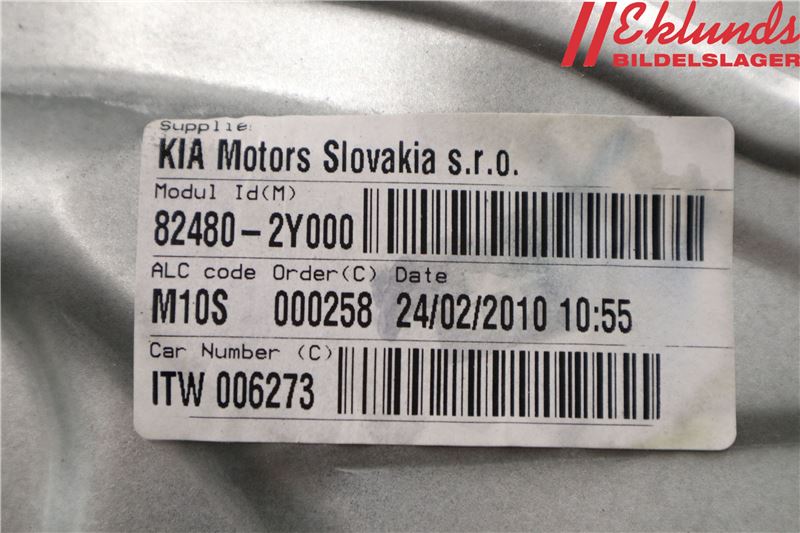 //Eklunds
BILDELSLAGER
Supplie:
KIA Motors Slovakia s.r.o.
Modul Id(M)
82480-2Y000
ALC code Order(C) Date
M10S 000258 24/02/2010 10:55
Car Number (C)
ITW 006273